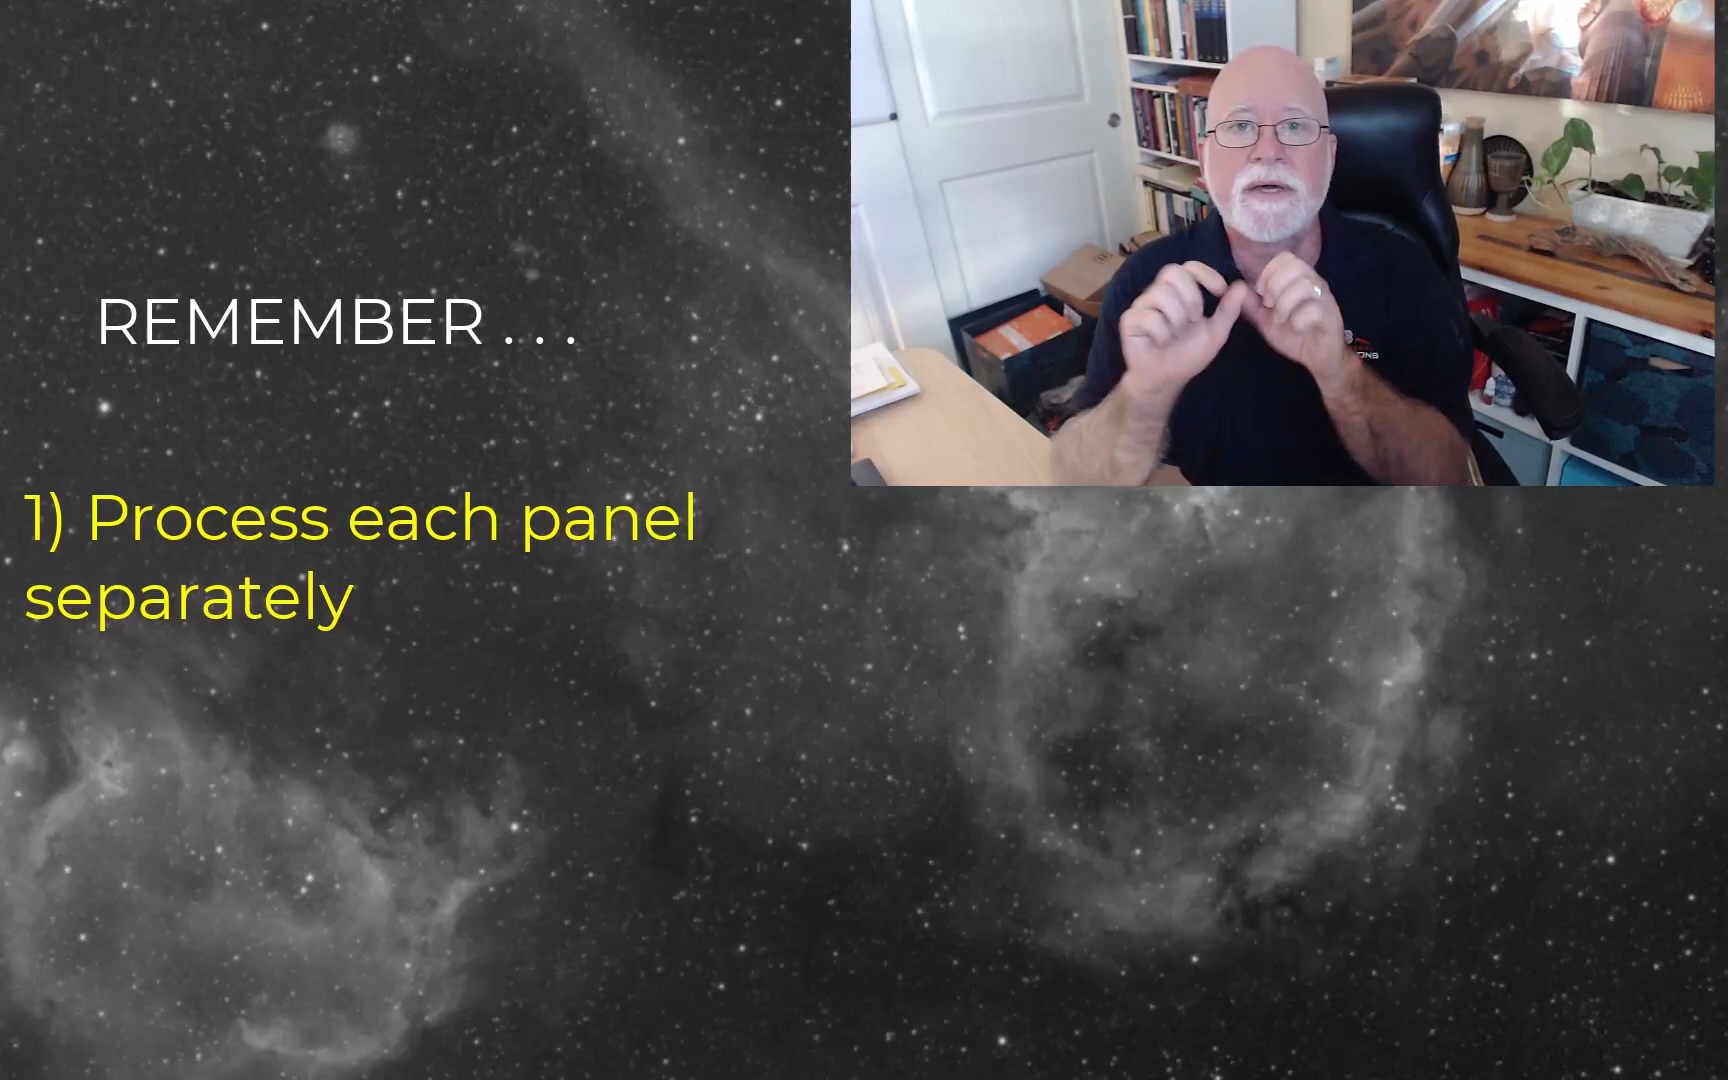 REMEMBER . . .
1) Process each panel
separately